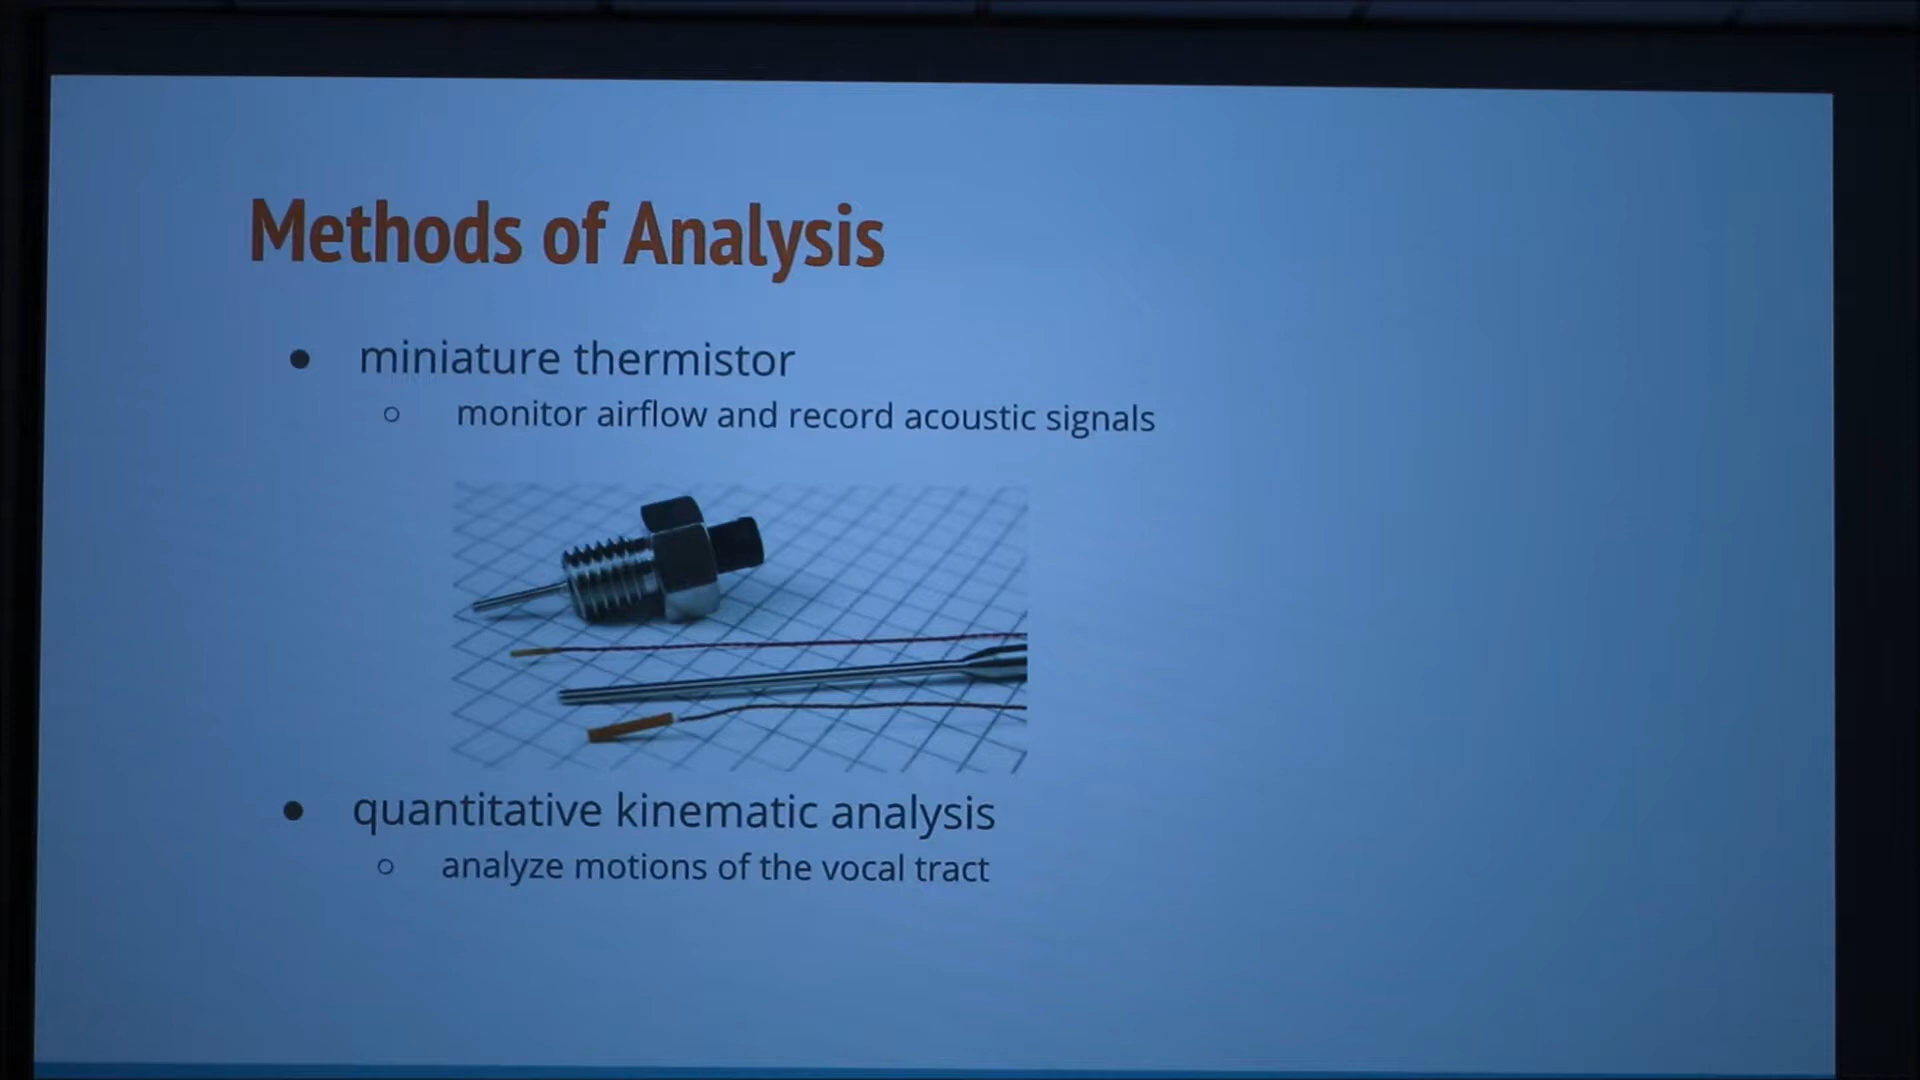 Methods of Analysis
● miniature thermistor
○ monitor airflow and record acoustic signals
● quantitative kinematic analysis
○ analyze motions of the vocal tract